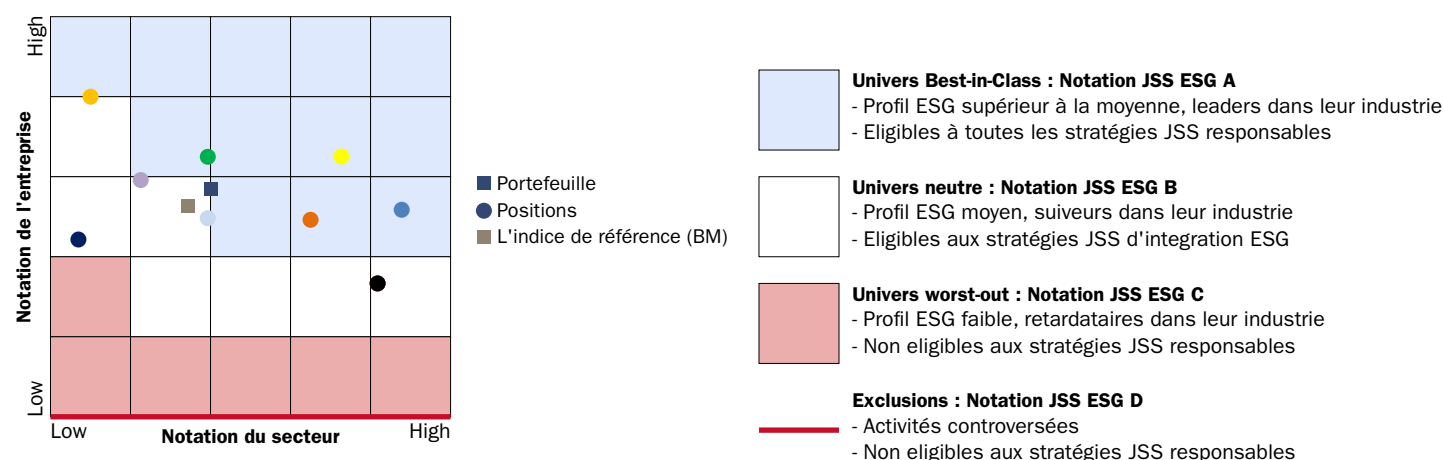 High
Notation de l'entreprise
Low
Low
Notation du secteur
High
Portefeuille
Positions
L'indice de référence (BM)
Univers Best-in-Class : Notation JSS ESG A
- Profil ESG supérieur à la moyenne, leaders dans leur industrie
- Eligibles à toutes les stratégies JSS responsables
Univers neutre : Notation JSS ESG B
- Profil ESG moyen, suiveurs dans leur industrie
- Eligibles aux stratégies JSS d'integration ESG
Univers worst-out : Notation JSS ESG C
- Profil ESG faible, retardataires dans leur industrie
- Non eligibles aux stratégies JSS responsables
Exclusions : Notation JSS ESG D
- Activités controversées
- Non eligibles aux stratégies JSS responsables